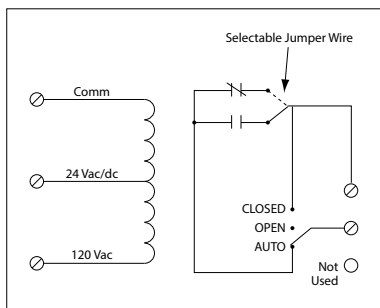 Selectable Jumper Wire
Comm
24 Vac/dc
CLOSED
OPEN
AUTO
120 Vac
Not
Used